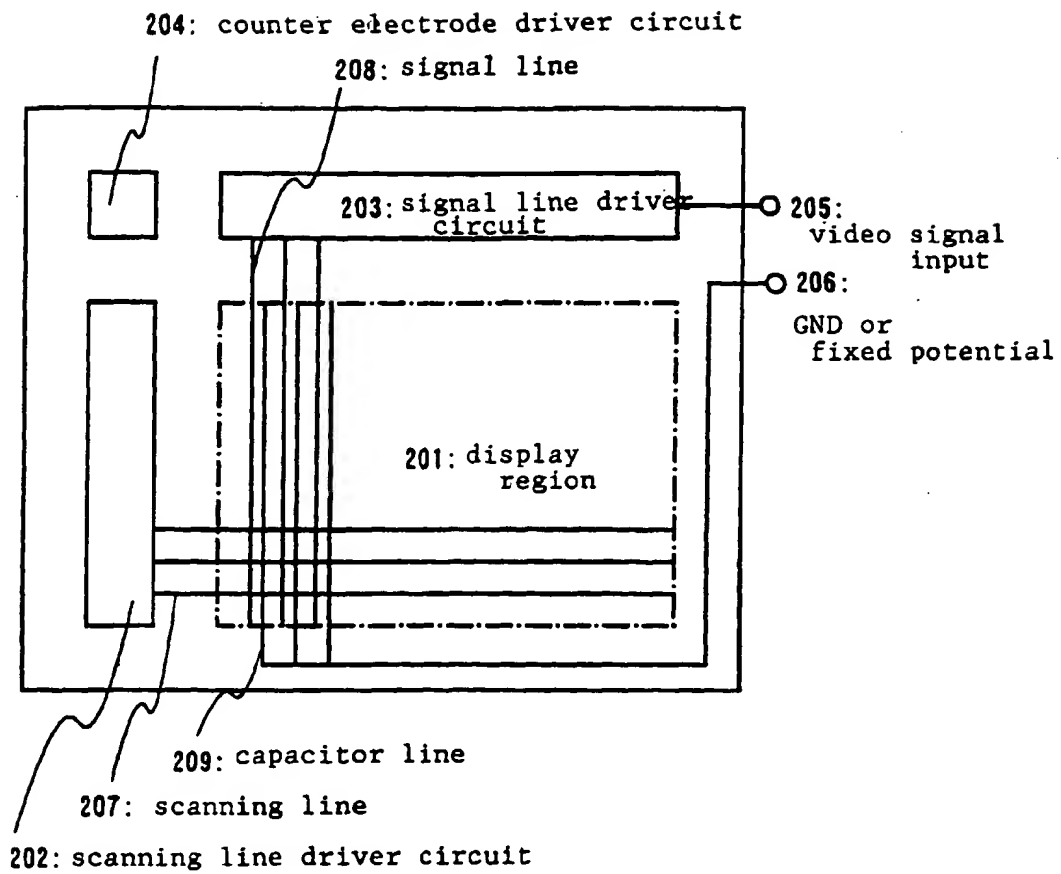 204: counter electrode driver circuit
208: signal line
203: signal line driver
circuit
205:
video signal
input
206:
GND or
fixed potential
201: display
region
209: capacitor line
207: scanning line
202: scanning line driver circuit